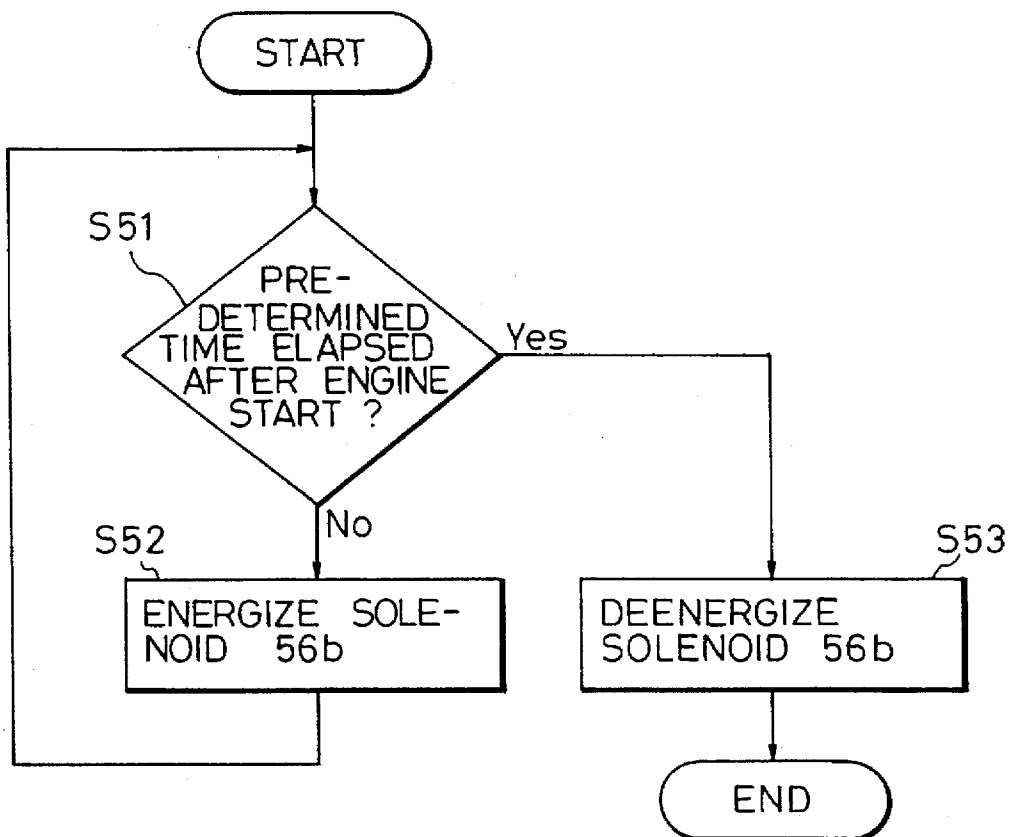 START
S51
PRE-
DETERMINED
TIME ELAPSED
AFTER ENGINE
START ?
Yes
No
S52
ENERGIZE SOLE-
NOID 56b
S53
DEENERGIZE
SOLENOID 56b
END